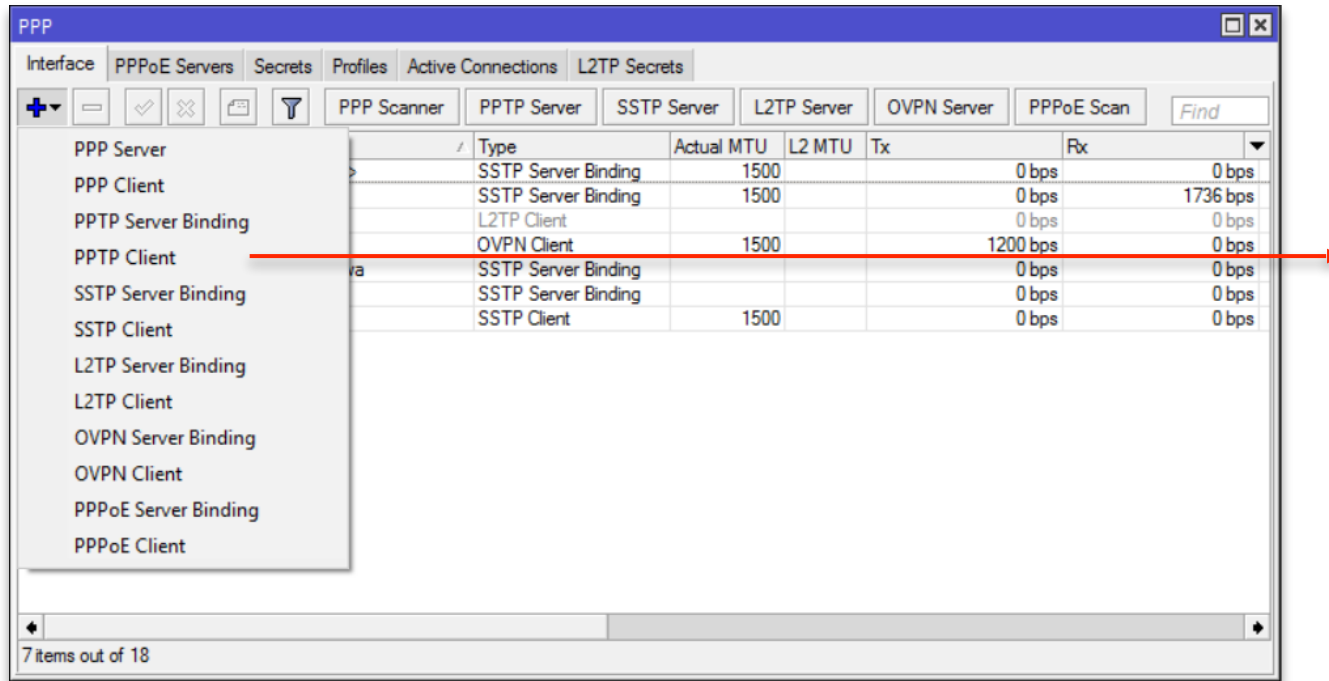 PPP
Interface PPPoE Servers Secrets Profiles Active Connections L2TP Secrets
PPP Scanner PPTP Server SSTP Server L2TP Server OVPN Server PPPoE Scan Find
Type Actual MTU L2 MTU Tx Rx
> SSTP Server Binding 1500 0 bps 0 bps
SSTP Server Binding 1500 0 bps 1736 bps
L2TP Client 0 bps 0 bps
OVPN Client 1500 1200 bps 0 bps
wa SSTP Server Binding 0 bps 0 bps
SSTP Server Binding 0 bps 0 bps
SSTP Client 1500 0 bps 0 bps
PPP Server
PPP Client
PPTP Server Binding
PPTP Client
SSTP Server Binding
SSTP Client
L2TP Server Binding
L2TP Client
OVPN Server Binding
OVPN Client
PPPoE Server Binding
PPPoE Client
7 items out of 18